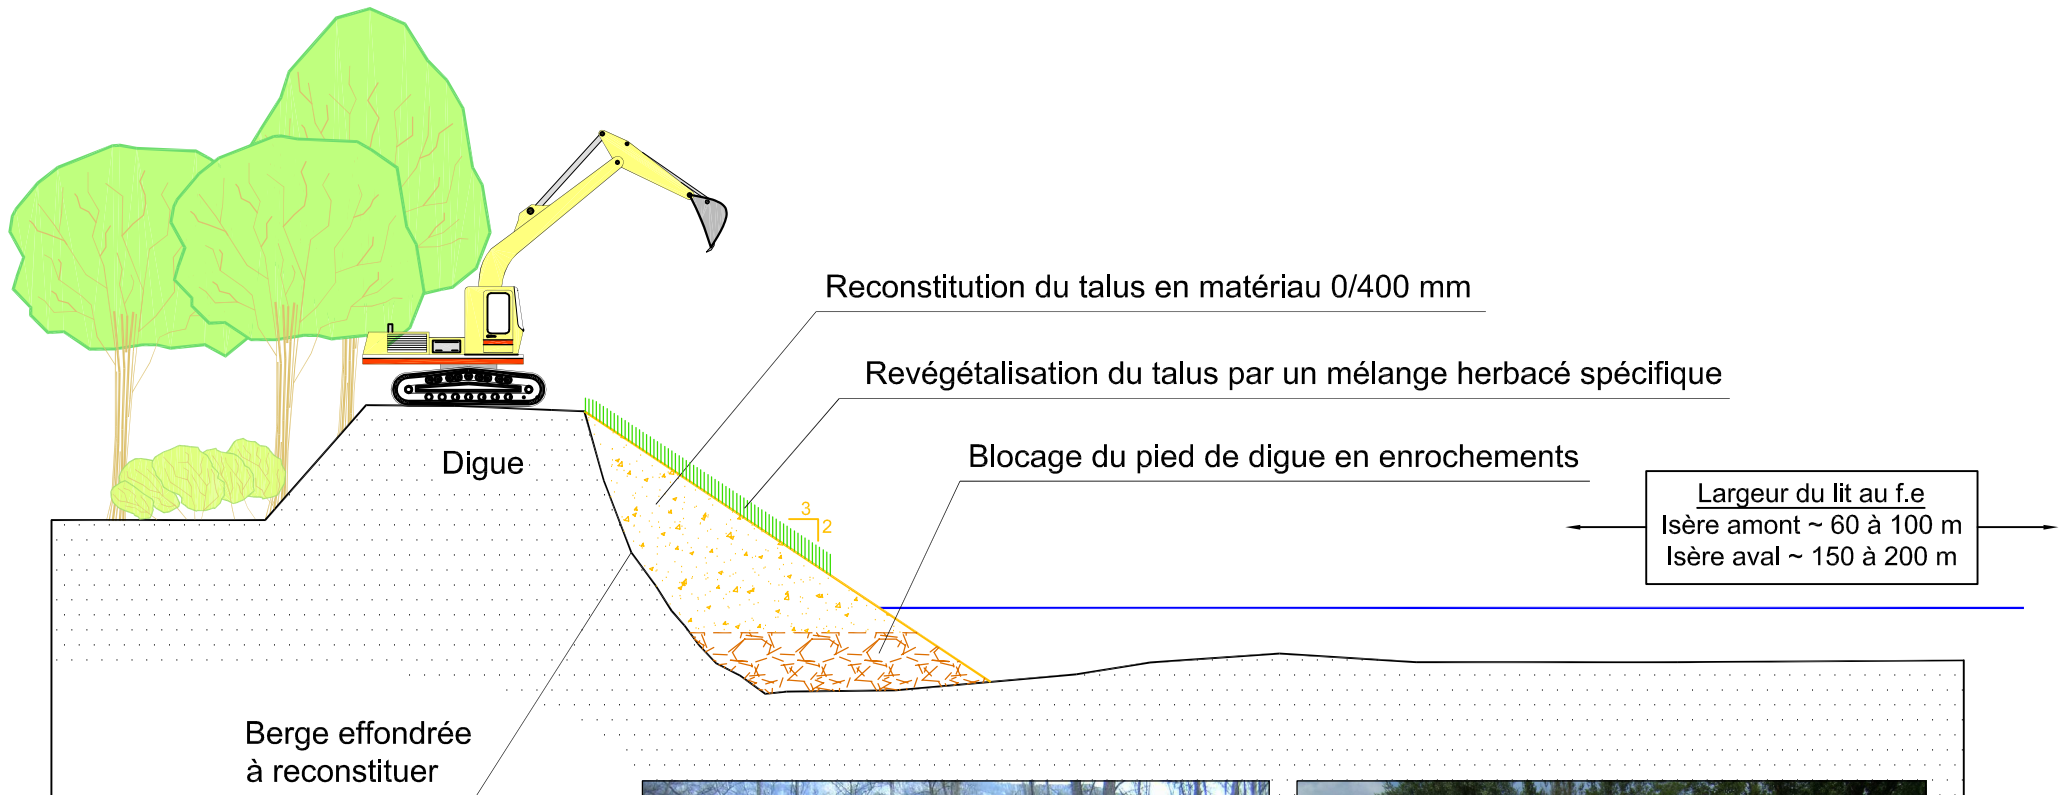 Reconstitution du talus en matériau 0/400 mm
Revégétalisation du talus par un mélange herbacé spécifique
Digue
Blocage du pied de digue en enrochements
Largeur du lit au f.e
Isère amont ~ 60 à 100 m
Isère aval ~ 150 à 200 m
3
2
Berge effondrée
à reconstituer